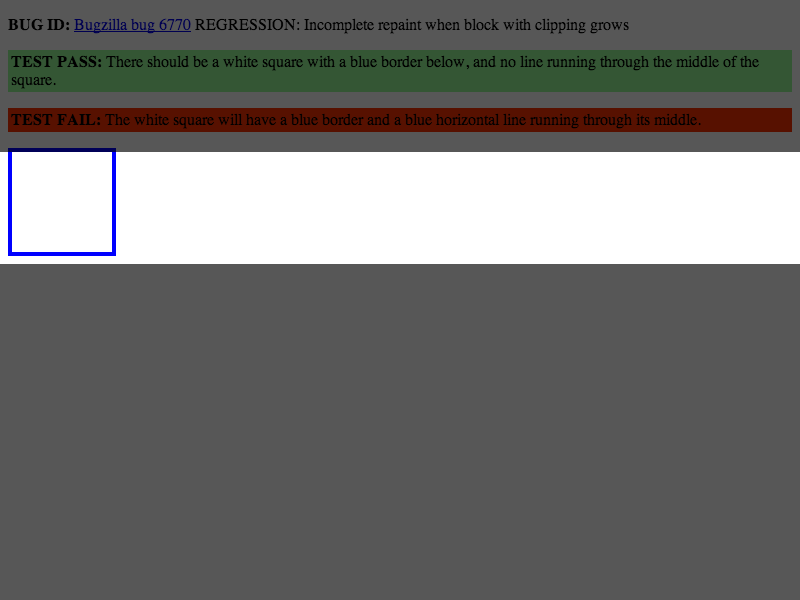 BUG ID: Bugzilla bug 6770 REGRESSION: Incomplete repaint when block with clipping grows
TEST PASS: There should be a white square with a blue border below, and no line running through the middle of the
square.
TEST FAIL: The white square will have a blue border and a blue horizontal line running through its middle.